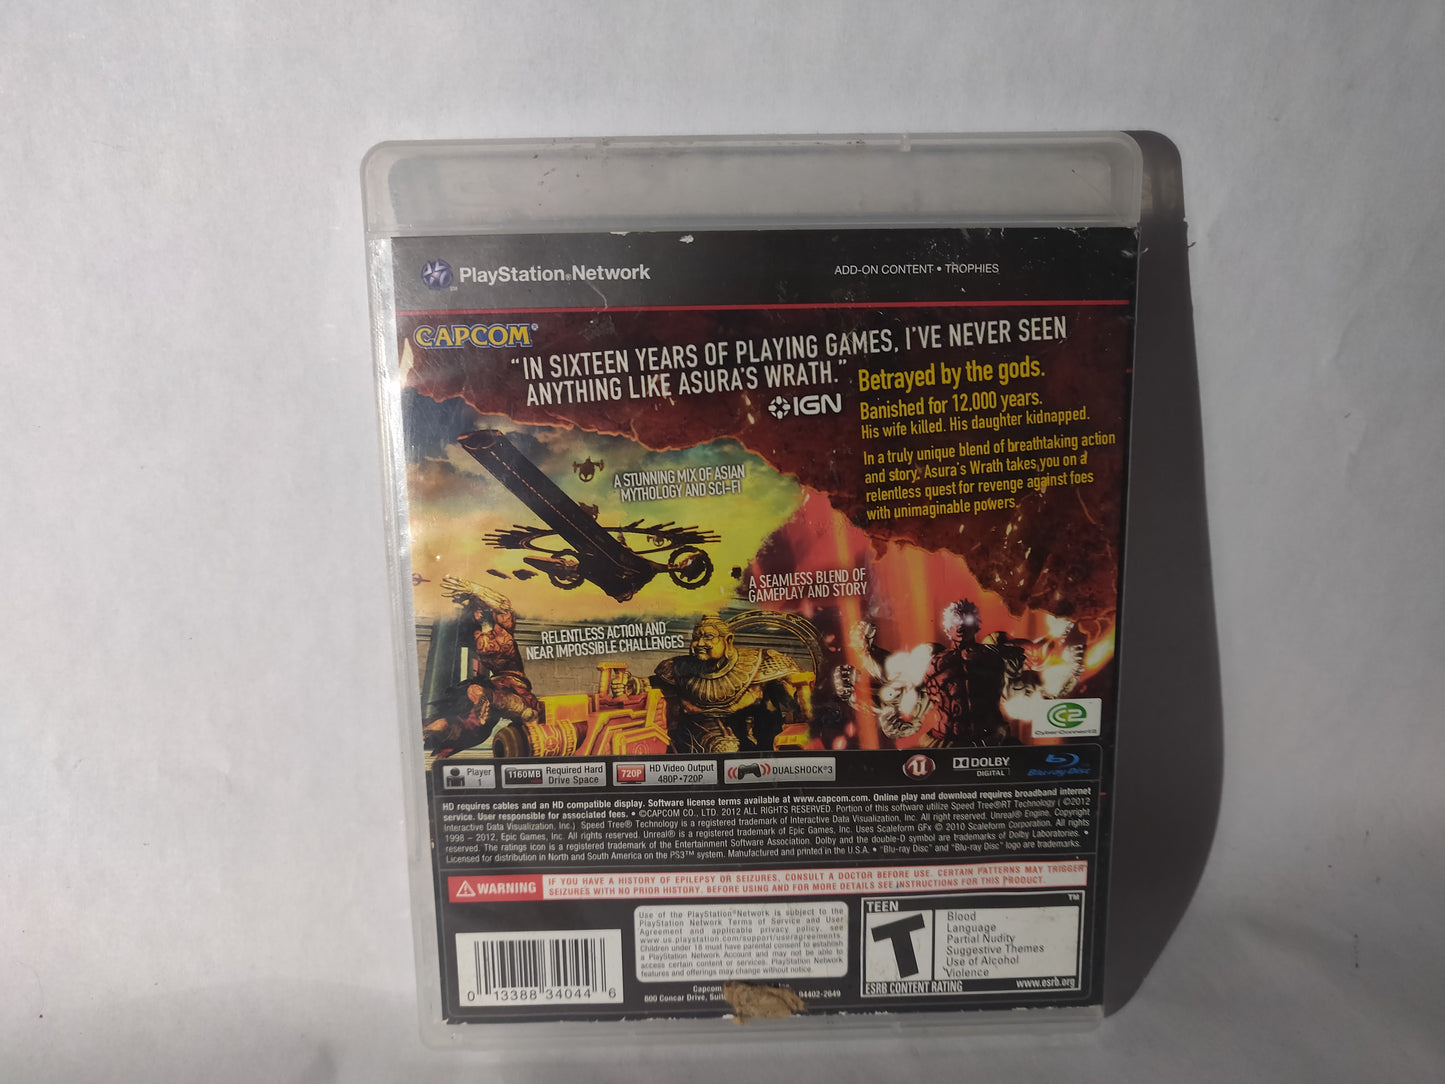 PlayStation®Network
ADD-ON CONTENT • TROPHIES
CAPCOM®
"IN SIXTEEN YEARS OF PLAYING GAMES, I'VE NEVER SEEN
ANYTHING LIKE ASURA'S WRATH."
IGN
Betrayed by the gods.
Banished for 12,000 years.
His wife killed. His daughter kidnapped.
In a truly unique blend of breathtaking action
and story, Asura's Wrath takes you on a
relentless quest for revenge against foes
with unimaginable powers.
A STUNNING MIX OF ASIAN
MYTHOLOGY AND SCI-FI
A SEAMLESS BLEND OF
GAMEPLAY AND STORY
RELENTLESS ACTION AND
NEAR IMPOSSIBLE CHALLENGES
C2
CyberConnect2
Player
1
1160MB
Required Hard
Drive Space
720P
HD Video Output
480P•720P
DUALSHOCK®3
DOLBY
DIGITAL
Blu-ray Disc
HD requires cables and an HD compatible display. Software license terms available at www.capcom.com. Online play and download requires broadband internet
service. User responsible for associated fees. • ©CAPCOM CO., LTD. 2012 ALL RIGHTS RESERVED. Portion of this software utilize Speed Tree®RT Technology ( ©2012
Interactive Data Visualization, Inc.) Speed Tree® Technology is a registered trademark of Interactive Data Visualization, Inc. All right reserved. Unreal® Engine, Copyright
1998 – 2012, Epic Games, Inc. All rights reserved. Unreal® is a registered trademark of Epic Games, Inc. Uses Scaleform GFx © 2010 Scaleform Corporation. All rights
reserved. The ratings icon is a registered trademark of the Entertainment Software Association. Dolby and the double-D symbol are trademarks of Dolby Laboratories. •
Licensed for distribution in North and South America on the PS3™ system. Manufactured and printed in the U.S.A. • "Blu-ray Disc" and "Blu-ray Disc" logo are trademarks.
WARNING
IF YOU HAVE A HISTORY OF EPILEPSY OR SEIZURES, CONSULT A DOCTOR BEFORE USE. CERTAIN PATTERNS MAY TRIGGER
SEIZURES WITH NO PRIOR HISTORY. BEFORE USING AND FOR MORE DETAILS SEE INSTRUCTIONS FOR THIS PRODUCT.
Use of the PlayStation®Network is subject to the
PlayStation Network Terms of Service and User
Agreement and applicable privacy policy, see
www.us.playstation.com/support/useragreements.
Children under 18 must have parental consent to establish
a PlayStation Network Account and may not be able to
access certain content or services. PlayStation Network
features and offerings may change without notice.
0 13388 34044 6
Capcom Inc.
800 Concar Drive, 94402-2649
TEEN
T
TM
Blood
Language
Partial Nudity
Suggestive Themes
Use of Alcohol
Violence
ESRB CONTENT RATING
www.esrb.org